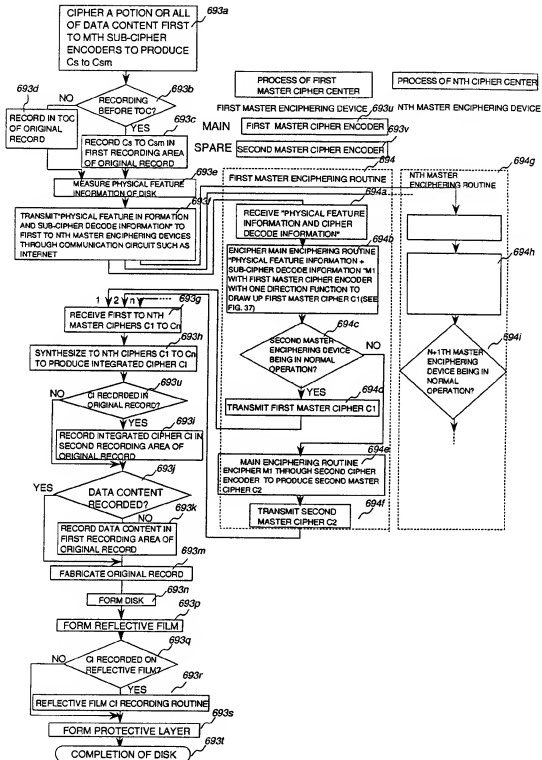 CIPHER A POTION OR ALL
OF DATA CONTENT FIRST
TO MTH SUB-CIPHER
ENCODERS TO PRODUCE
Cs to Csm
693a
693b
RECORDING
BEFORE TOC?
NO
YES
693d
RECORD IN TOC
OF ORIGINAL
RECORD
693c
RECORD Cs TO Csm IN
FIRST RECORDING AREA
OF ORIGINAL RECORD
693e
MEASURE PHYSICAL FEATURE
INFORMATION OF DISK
693f
TRANSMIT"PHYSICAL FEATURE IN FORMATION
AND SUB-CIPHER DECODE INFORMATION" TO
FIRST TO NTH MASTER ENCIPHERING DEVICES
THROUGH COMMUNICATION CIRCUIT SUCH AS
INTERNET
1 2 n
693g
RECEIVE FIRST TO NTH
MASTER CIPHERS C1 TO Cn
693h
SYNTHESIZE TO NTH CIPHERS C1 TO Cn
TO PRODUCE INTEGRATED CIPHER CI
693u
CI RECORDED IN
ORIGINAL RECORD?
NO
YES
693i
RECORD INTEGRATED CIPHER CI IN
SECOND RECORDING AREA OF
ORIGINAL RECORD
693j
DATA CONTENT
RECORDED?
YES
NO
693k
RECORD DATA CONTENT IN
FIRST RECORDING AREA OF
ORIGINAL RECORD
693m
FABRICATE ORIGINAL RECORD
693n
FORM DISK
693p
FORM REFLECTIVE FILM
693q
CI RECORDED ON
REFLECTIVE FILM?
NO
YES
693r
REFLECTIVE FILM CI RECORDING ROUTINE
693s
FORM PROTECTIVE LAYER
693t
COMPLETION OF DISK
PROCESS OF FIRST
MASTER CIPHER CENTER
FIRST MASTER ENCIPHERING DEVICE
693u
MAIN
FIRST MASTER CIPHER ENCODER
693v
SPARE
SECOND MASTER CIPHER ENCODER
694
FIRST MASTER ENCIPHERING ROUTINE
694a
RECEIVE "PHYSICAL FEATURE
INFORMATION AND CIPHER
DECODE INFORMATION"
694b
ENCIPHER MAIN ENCIPHERING ROUTINE
"PHYSICAL FEATURE INFORMATION +
SUB-CIPHER DECODE INFORMATION "M1
WITH FIRST MASTER CIPHER ENCODER
WITH ONE DIRECTION FUNCTION TO
DRAW UP FIRST MASTER CIPHER C1(SEE
FIG. 37)
694c
SECOND MASTER
ENCIPHERING DEVICE
BEING IN NORMAL
OPERATION?
NO
YES
694d
TRANSMIT FIRST MASTER CIPHER C1
694e
MAIN ENCIPHERING ROUTINE
ENCIPHER M1 THROUGH SECOND CIPHER
ENCODER TO PRODUCE SECOND MASTER
CIPHER C2
694f
TRANSMIT SECOND
MASTER CIPHER C2
PROCESS OF NTH CIPHER CENTER
NTH MASTER ENCIPHERING DEVICE
694g
NTH MASTER
ENCIPHERING ROUTINE
694h
694i
N+1TH MASTER
ENCIPHERING
DEVICE BEING IN
NORMAL
OPERATION?